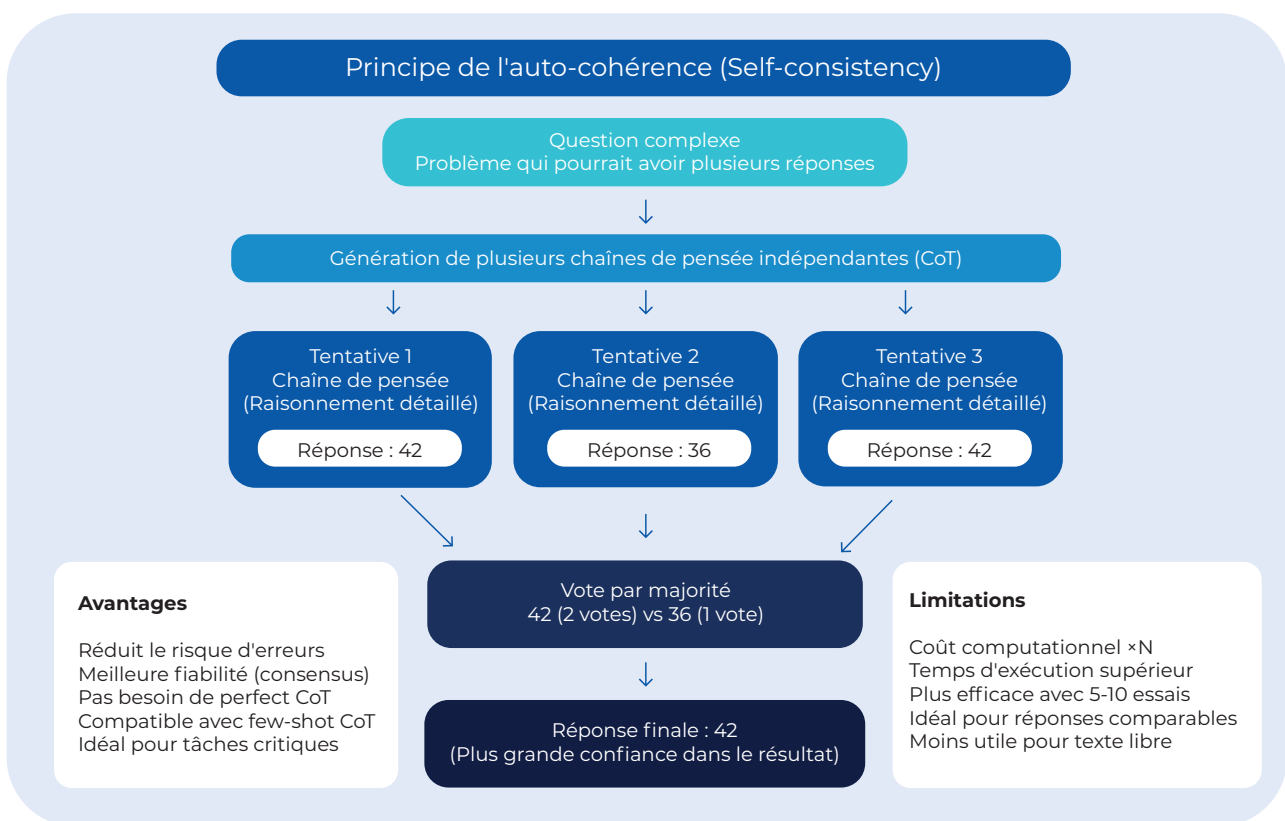 Principe de l'auto-cohérence (Self-consistency)
Question complexe
Problème qui pourrait avoir plusieurs réponses
Génération de plusieurs chaînes de pensée indépendantes (CoT)
Tentative 1
Chaîne de pensée
(Raisonnement détaillé)
Réponse : 42
Tentative 2
Chaîne de pensée
(Raisonnement détaillé)
Réponse : 36
Tentative 3
Chaîne de pensée
(Raisonnement détaillé)
Réponse : 42
Avantages
Réduit le risque d'erreurs
Meilleure fiabilité (consensus)
Pas besoin de perfect CoT
Compatible avec few-shot CoT
Idéal pour tâches critiques
Vote par majorité
42 (2 votes) vs 36 (1 vote)
Réponse finale : 42
(Plus grande confiance dans le résultat)
Limitations
Coût computationnel ×N
Temps d'exécution supérieur
Plus efficace avec 5-10 essais
Idéal pour réponses comparables
Moins utile pour texte libre